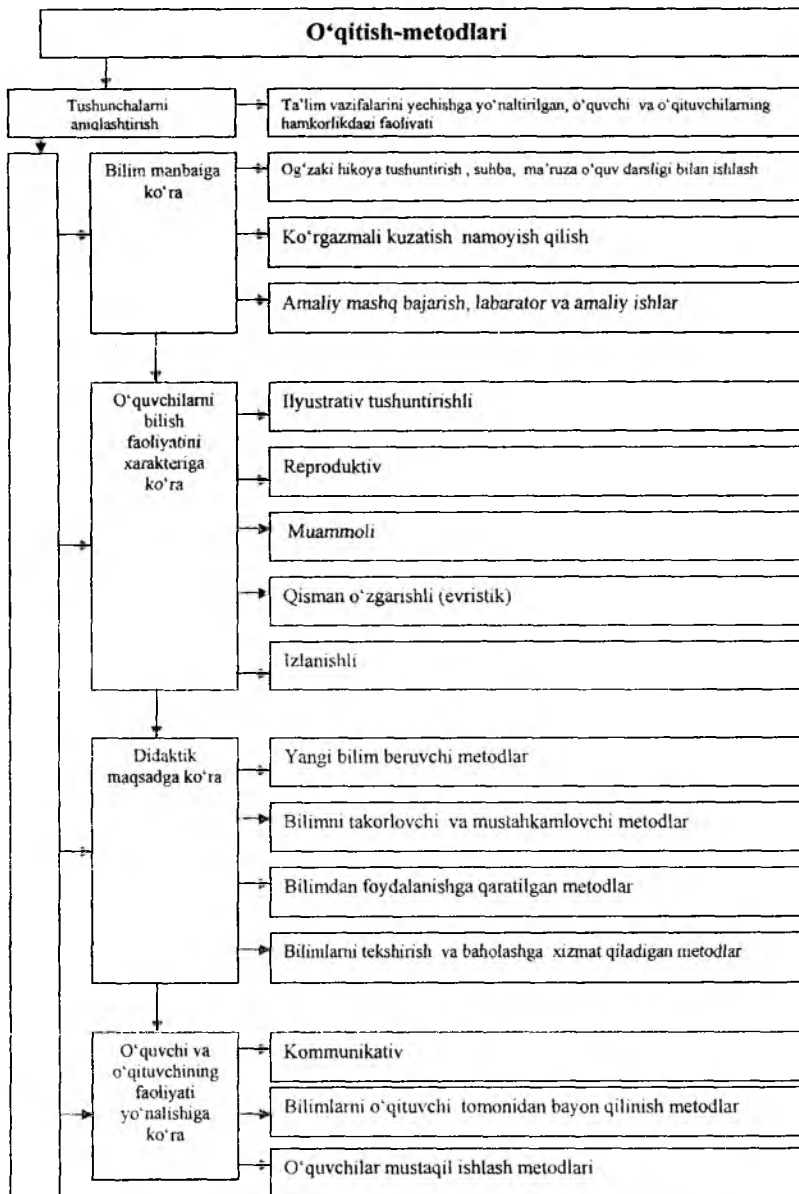 O‘qitish-metodlari
Tushunchalarni
aniqlashtirish
Ta’lim vazifalarini yechishga yo‘naltirilgan, o‘quvchi va o‘qituvchilarning
hamkorlikdagi faoliyati
Bilim manbaiga
ko‘ra
Og‘zaki hikoya tushuntirish , suhba, ma’ruza o‘quv darsligi bilan ishlash
Ko‘rgazmali kuzatish namoyish qilish
Amaliy mashq bajarish, labarator va amaliy ishlar
O‘quvchilarni
bilish
faoliyatini
xarakteriga
ko‘ra
Ilyustrativ tushuntirishli
Reproduktiv
Muammoli
Qisman o‘zgarishli (evristik)
Izlanishli
Didaktik
maqsadga ko‘ra
Yangi bilim beruvchi metodlar
Bilimni takorlovchi va mustahkamlovchi metodlar
Bilimdan foydalanishga qaratilgan metodlar
Bilimlarni tekshirish va baholashga xizmat qiladigan metodlar
O‘quvchi va
o‘qituvchining
faoliyati
yo‘nalishiga
ko‘ra
Kommunikativ
Bilimlarni o‘qituvchi tomonidan bayon qilinish metodlar
O‘quvchilar mustaqil ishlash metodlari